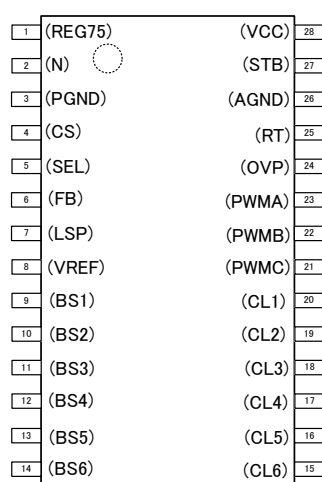 1 (REG75) (VCC) 28
2 (N) (STB) 27
3 (PGND) (AGND) 26
4 (CS) (RT) 25
5 (SEL) (OVP) 24
6 (FB) (PWMA) 23
7 (LSP) (PWMB) 22
8 (VREF) (PWMC) 21
9 (BS1) (CL1) 20
10 (BS2) (CL2) 19
11 (BS3) (CL3) 18
12 (BS4) (CL4) 17
13 (BS5) (CL5) 16
14 (BS6) (CL6) 15